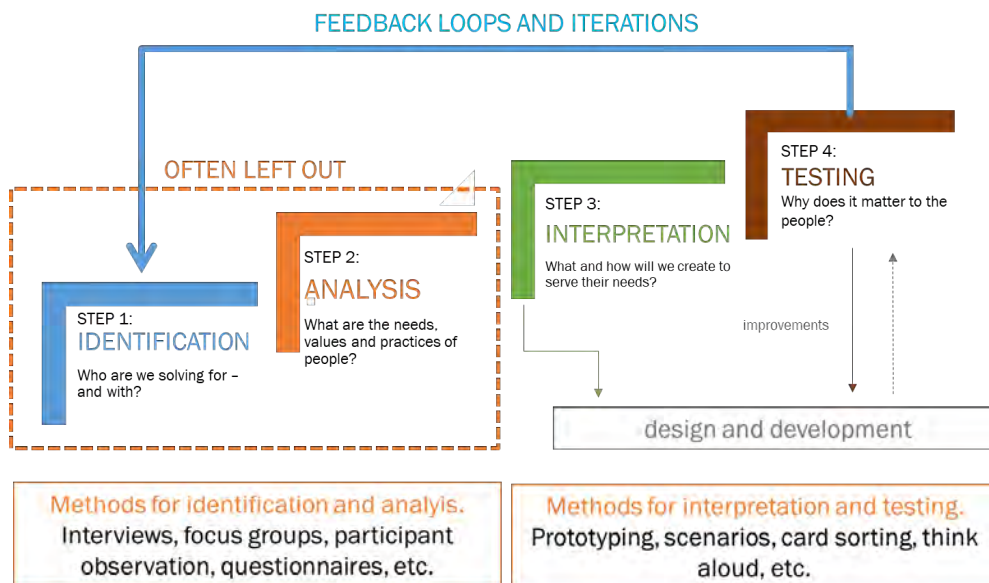 FEEDBACK LOOPS AND ITERATIONS
OFTEN LEFT OUT
STEP 1:
IDENTIFICATION
Who are we solving for –
and with?
STEP 2:
ANALYSIS
What are the needs,
values and practices of
people?
STEP 3:
INTERPRETATION
What and how will we create to
serve their needs?
STEP 4:
TESTING
Why does it matter to the
people?
improvements
design and development
Methods for identification and analyis.
Interviews, focus groups, participant
observation, questionnaires, etc.
Methods for interpretation and testing.
Prototyping, scenarios, card sorting, think
aloud, etc.